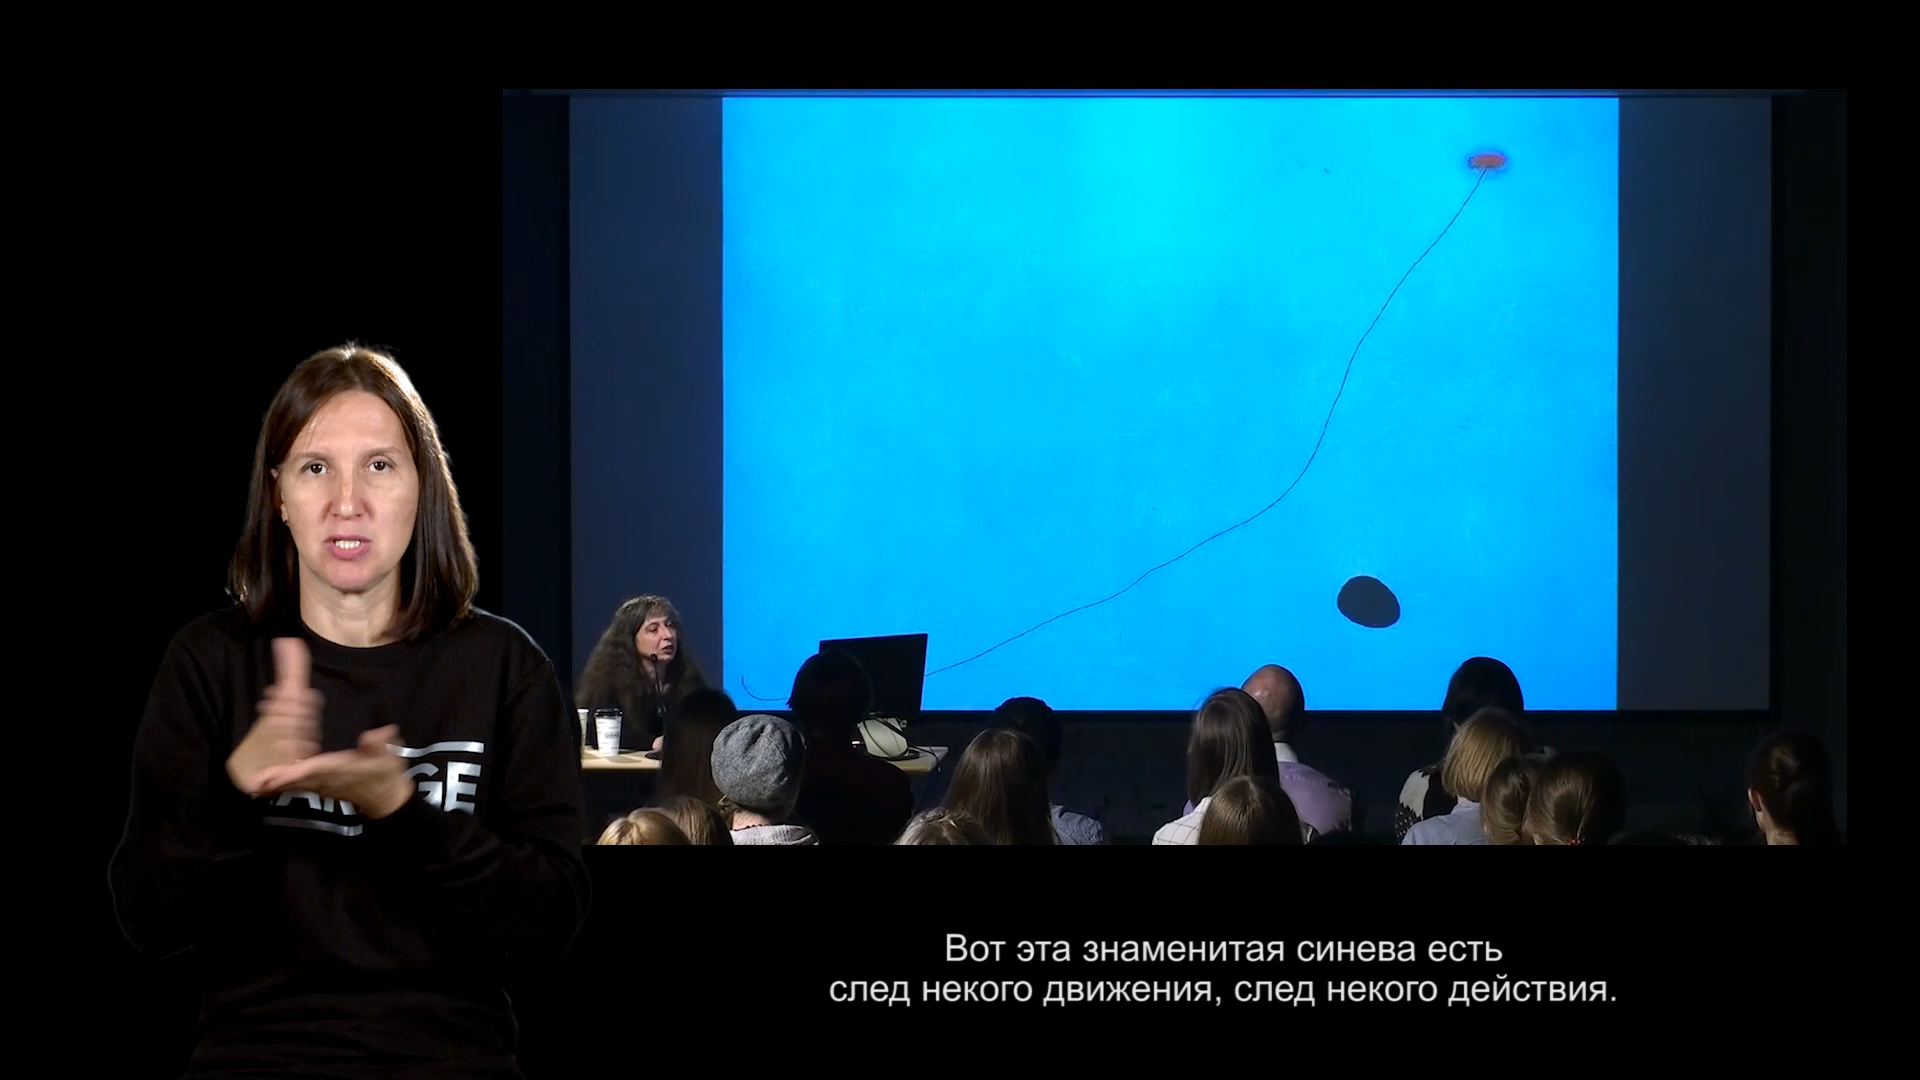 Вот эта знаменитая синева есть
след некого движения, след некого действия.